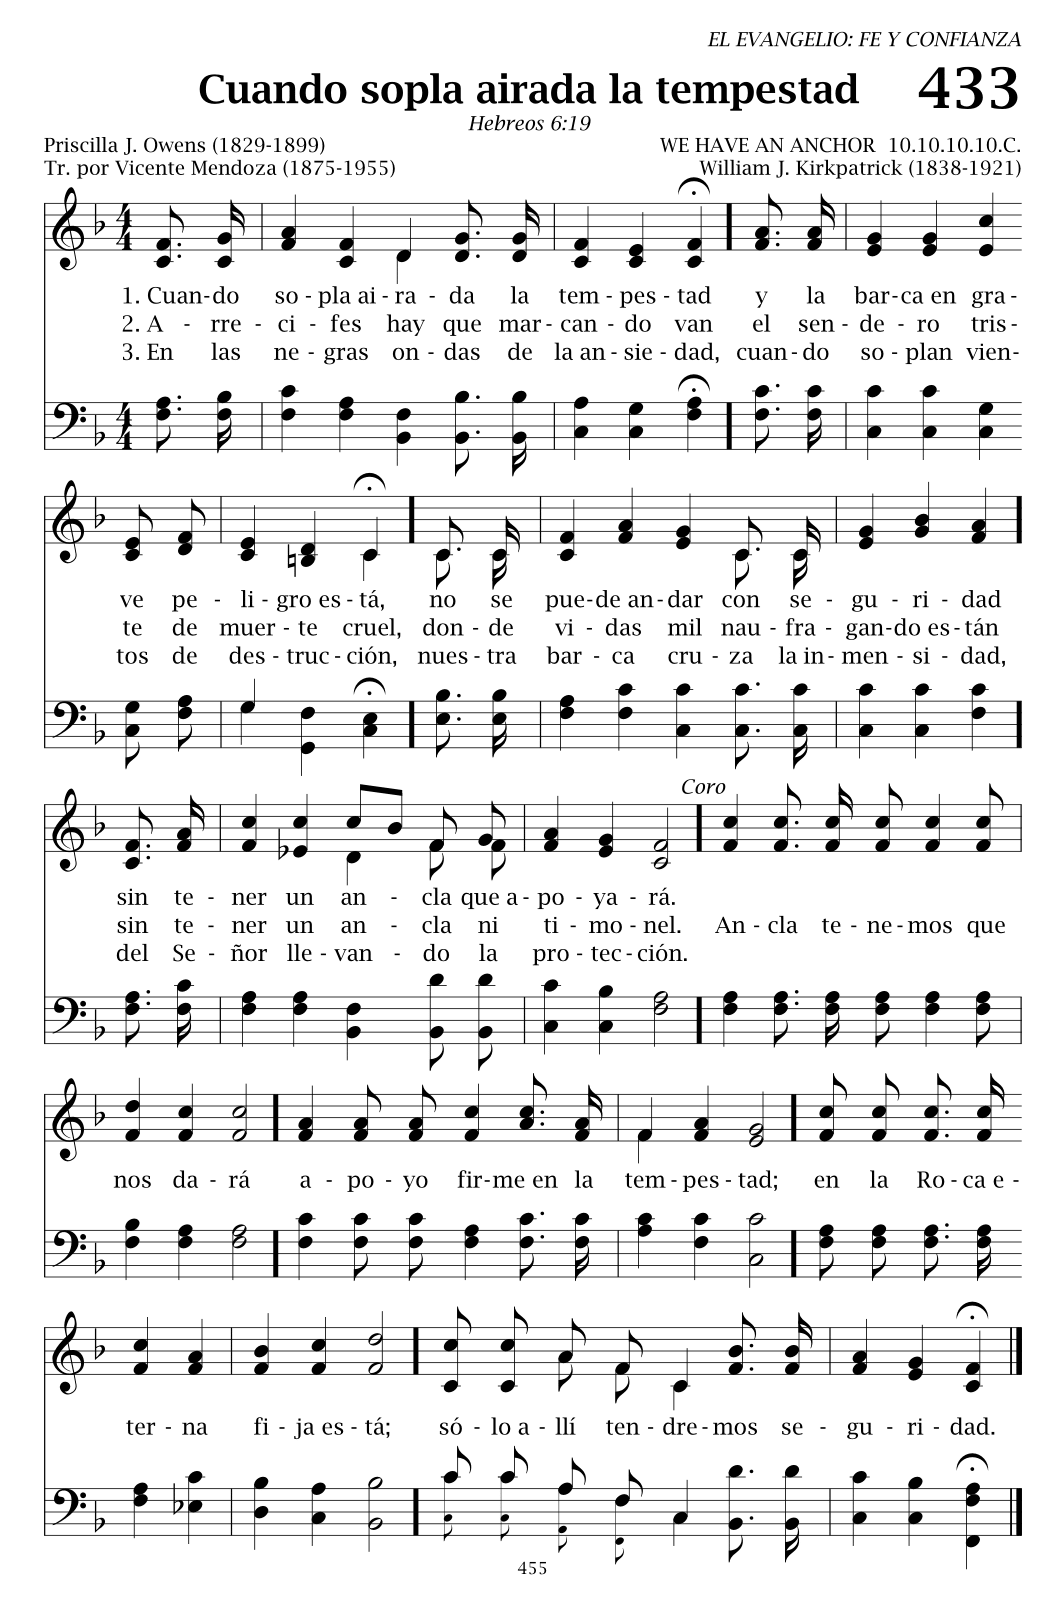 EL EVANGELIO: FE Y CONFIANZA
Cuando sopla airada la tempestad 433
Hebreos 6:19
Priscilla J. Owens (1829-1899) WE HAVE AN ANCHOR 10.10.10.10.C.
Tr. por Vicente Mendoza (1875-1955) William J. Kirkpatrick (1838-1921)
1. Cuan-do so - pla ai - ra - da la tem - pes - tad y la bar-ca en gra -
2. A - rre - ci - fes hay que mar - can - do van el sen - de - ro tris -
3. En las ne - gras on - das de la an - sie - dad, cuan - do so - plan vien-
ve pe - li - gro es - tá, no se pue-de an-dar con se - gu - ri - dad
te de muer - te cruel, don - de vi - das mil nau - fra - gan-do es-tán
tos de des - truc - ción, nues - tra bar - ca cru - za la in - men - si - dad,
Coro
sin te - ner un an - cla que a - po - ya - rá.
sin te - ner un an - cla ni ti - mo - nel. An - cla te - ne - mos que
del Se - ñor lle - van - do la pro - tec - ción.
nos da - rá a - po - yo fir-me en la tem - pes - tad; en la Ro - ca e -
ter - na fi - ja es - tá; só - lo a - llí ten - dre - mos se - gu - ri - dad.
455